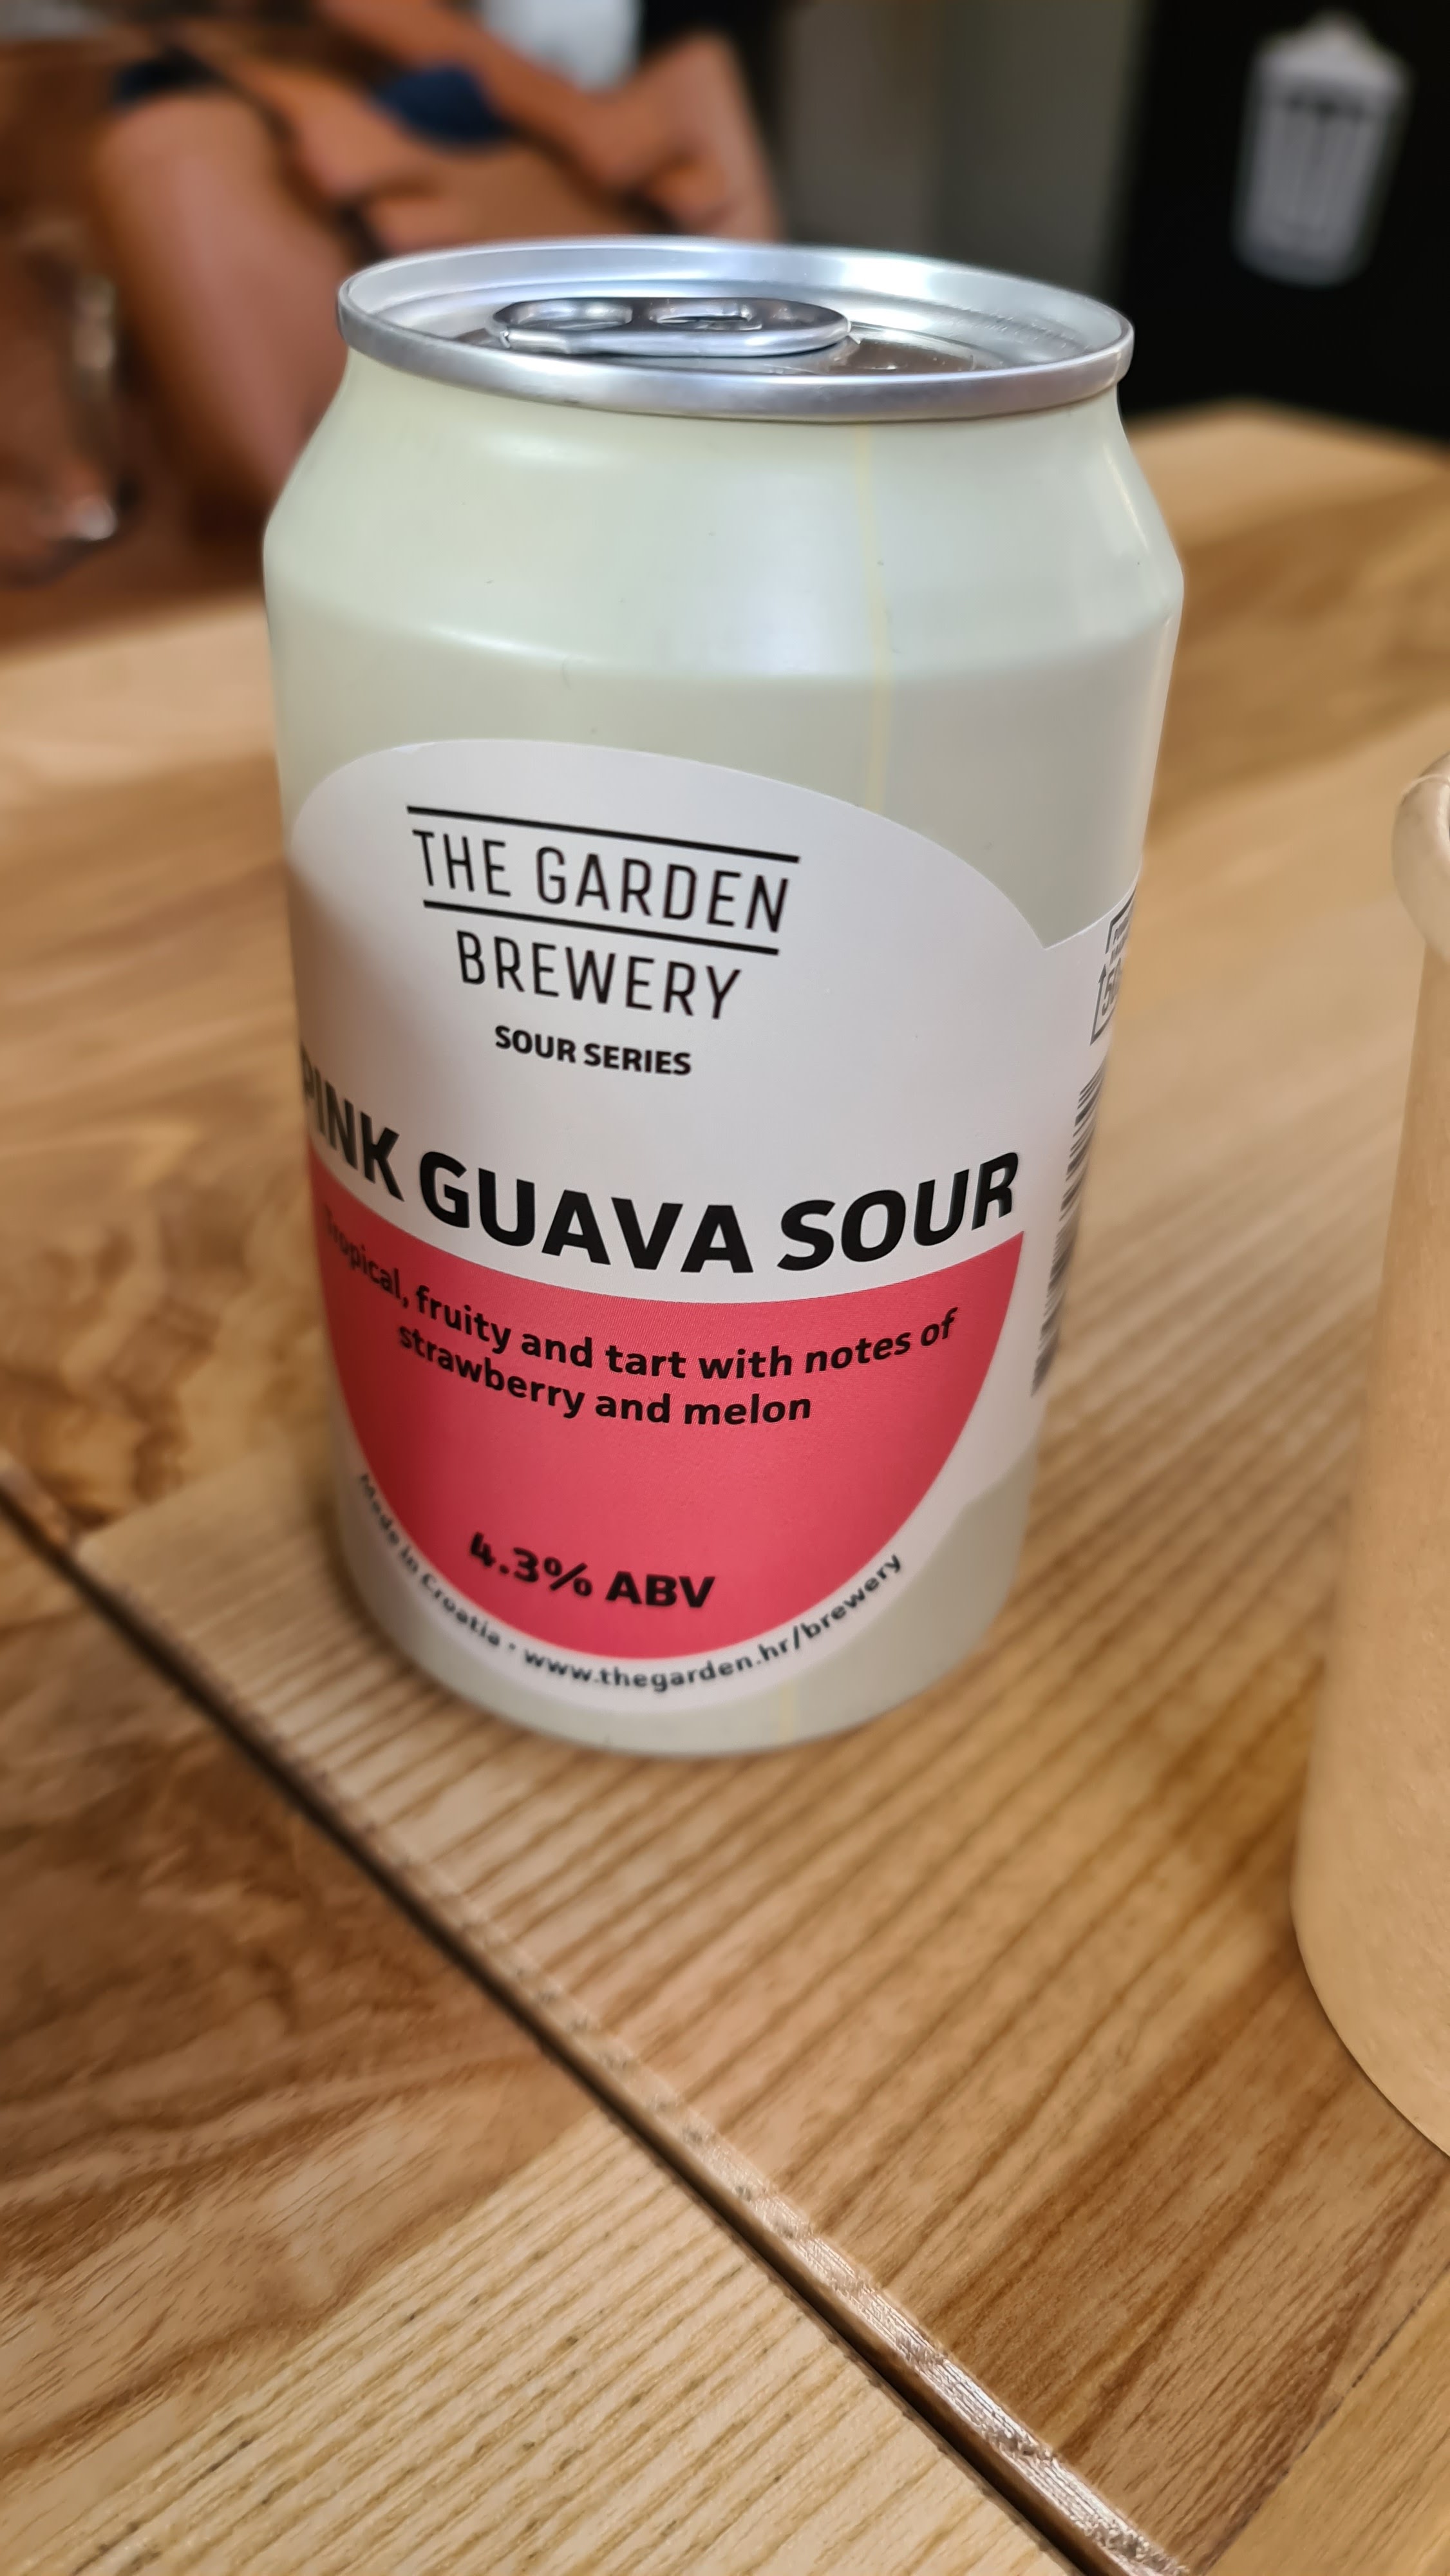 THE GARDEN
BREWERY
SOUR SERIES
PINK GUAVA SOUR
Tropical, fruity and tart with notes of
strawberry and melon
4.3% ABV
Made in Croatia · www.thegarden.hr/brewery